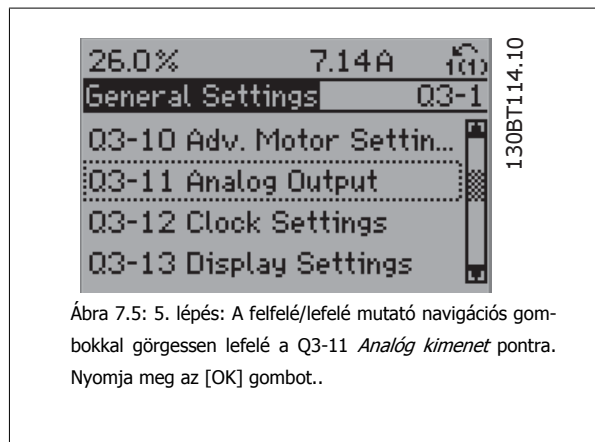 26.0% 7.14A 1(1)
General Settings Q3-1
Q3-10 Adv. Motor Settin...
Q3-11 Analog Output
Q3-12 Clock Settings
Q3-13 Display Settings
130BT114.10
Ábra 7.5: 5. lépés: A felfelé/lefelé mutató navigációs gom-
bokkal görgessen lefelé a Q3-11 Analóg kimenet pontra.
Nyomja meg az [OK] gombot..